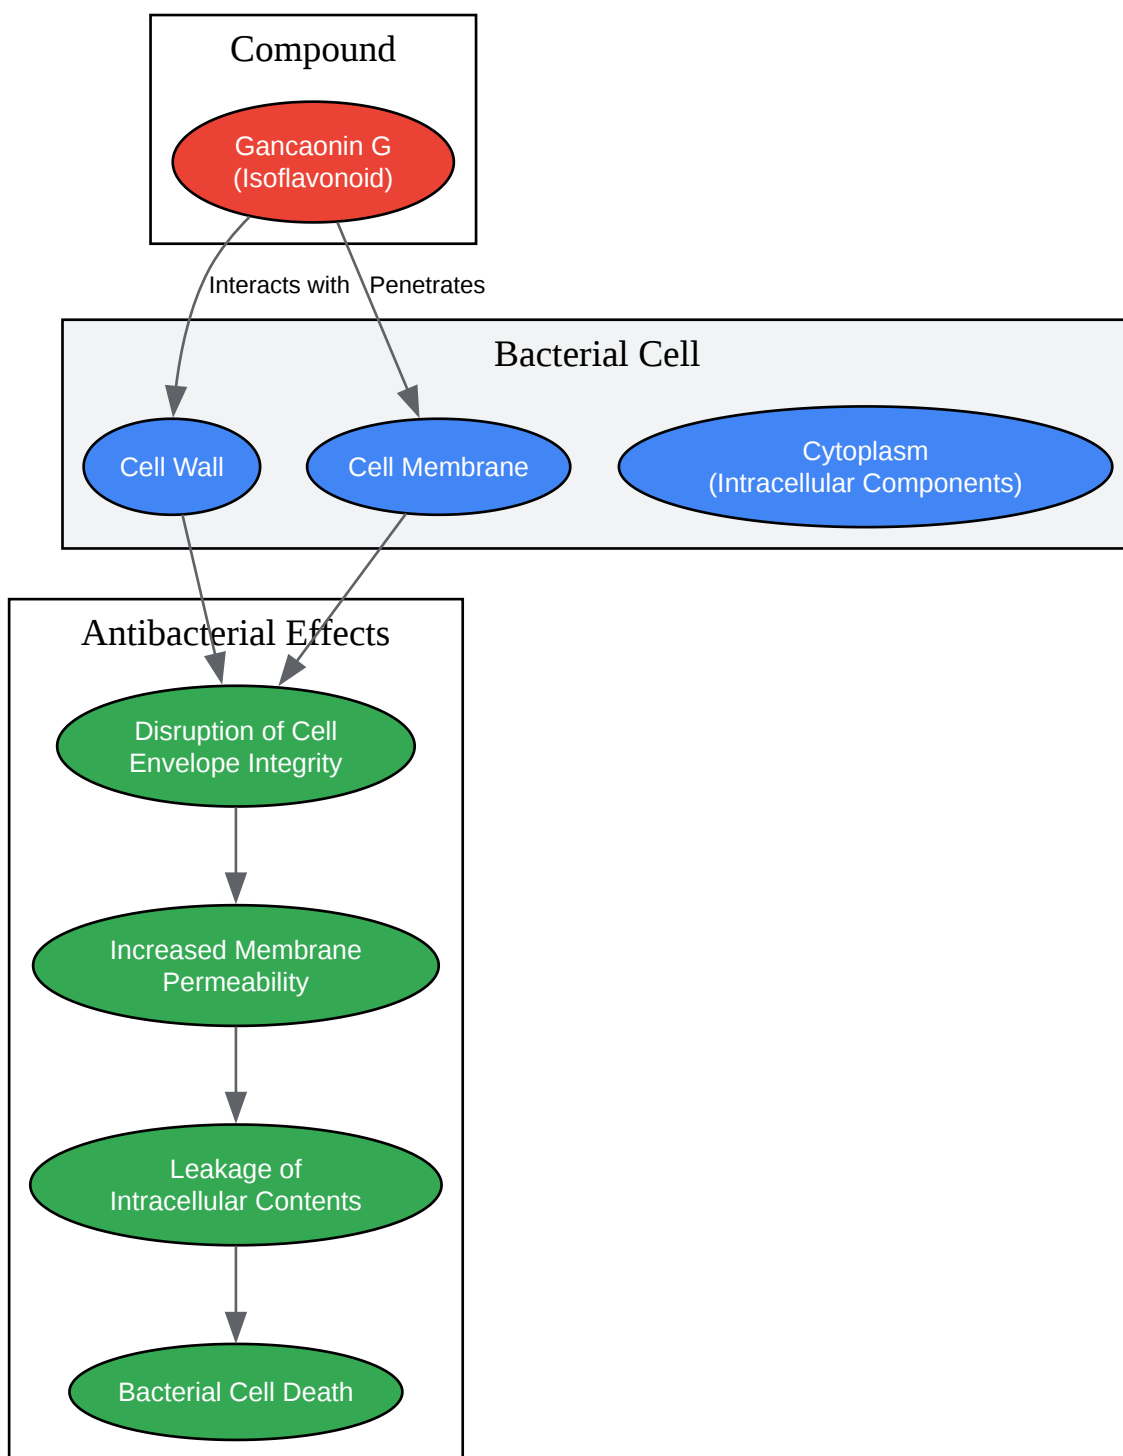 Compound
Gancaonin G
(Isoflavonoid)
Interacts with
Penetrates
Bacterial Cell
Cell Wall
Cell Membrane
Cytoplasm
(Intracellular Components)
Antibacterial Effects
Disruption of Cell
Envelope Integrity
Increased Membrane
Permeability
Leakage of
Intracellular Contents
Bacterial Cell Death